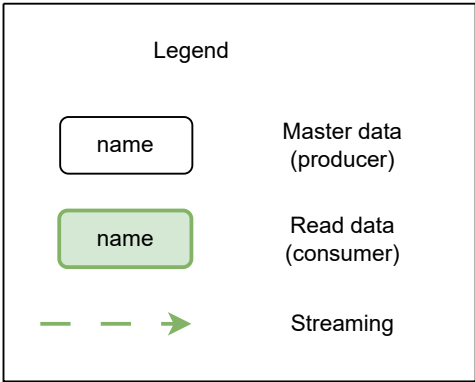 Legend
name
Master data
(producer)
name
Read data
(consumer)
Streaming